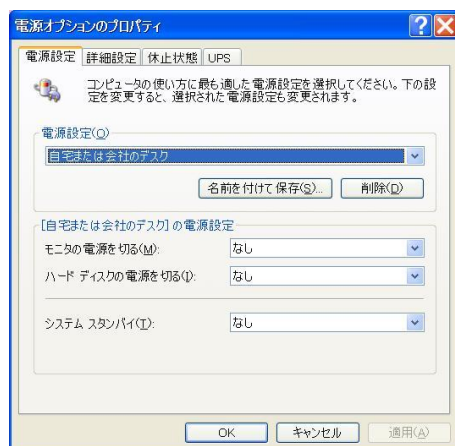 電源オプションのプロパティ
電源設定 詳細設定 休止状態 UPS
コンピュータの使い方に最も適した電源設定を選択してください。下の設
定を変更すると、選択された電源設定も変更されます。
電源設定(O)
自宅または会社のデスク
名前を付けて保存(S)... 削除(D)
[自宅または会社のデスク] の電源設定
モニタの電源を切る(M): なし
ハード ディスクの電源を切る(I): なし
システム スタンバイ(T): なし
OK キャンセル 適用(A)